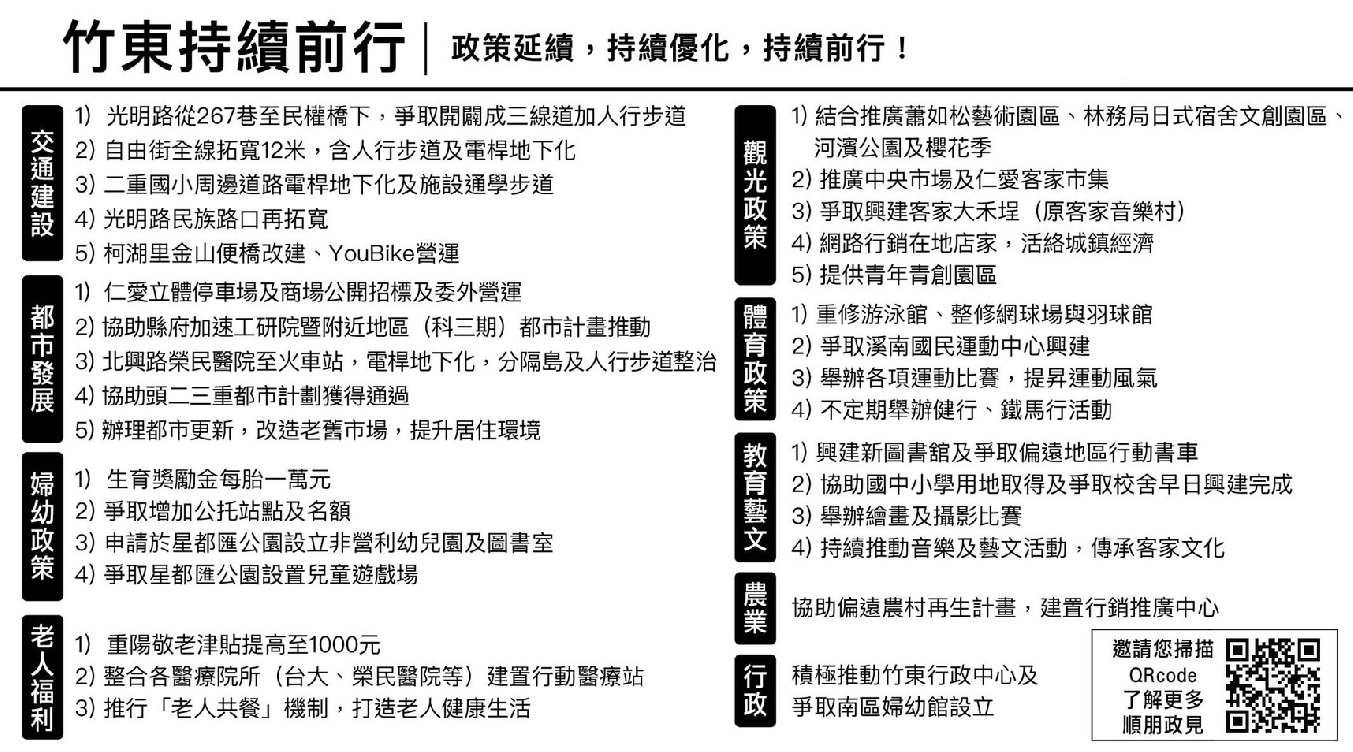 竹東持續前行｜政策延續，持續優化，持續前行！
交通建設
1) 光明路從267巷至民權橋下，爭取開闢成三線道加人行步道
2) 自由街全線拓寬12米，含人行步道及電桿地下化
3) 二重國小周邊道路電桿地下化及施設通學步道
4) 光明路民族路口再拓寬
5) 柯湖里金山便橋改建、YouBike營運
都市發展
1) 仁愛立體停車場及商場公開招標及委外營運
2) 協助縣府加速工研院暨附近地區（科三期）都市計畫推動
3) 北興路榮民醫院至火車站，電桿地下化，分隔島及人行步道整治
4) 協助頭二三重都市計劃獲得通過
5) 辦理都市更新，改造老舊市場，提升居住環境
婦幼政策
1) 生育獎勵金每胎一萬元
2) 爭取增加公托站點及名額
3) 申請於星都匯公園設立非營利幼兒園及圖書室
4) 爭取星都匯公園設置兒童遊戲場
老人福利
1) 重陽敬老津貼提高至1000元
2) 整合各醫療院所（台大、榮民醫院等）建置行動醫療站
3) 推行「老人共餐」機制，打造老人健康生活
觀光政策
1) 結合推廣蕭如松藝術園區、林務局日式宿舍文創園區、
河濱公園及櫻花季
2) 推廣中央市場及仁愛客家市集
3) 爭取興建客家大禾埕（原客家音樂村）
4) 網路行銷在地店家，活絡城鎮經濟
5) 提供青年青創園區
體育政策
1) 重修游泳館、整修網球場與羽球館
2) 爭取溪南國民運動中心興建
3) 舉辦各項運動比賽，提昇運動風氣
4) 不定期舉辦健行、鐵馬行活動
教育藝文
1) 興建新圖書舘及爭取偏遠地區行動書車
2) 協助國中小學用地取得及爭取校舍早日興建完成
3) 舉辦繪畫及攝影比賽
4) 持續推動音樂及藝文活動，傳承客家文化
農業
協助偏遠農村再生計畫，建置行銷推廣中心
行政
積極推動竹東行政中心及
爭取南區婦幼館設立
邀請您掃描
QRcode
了解更多
順朋政見